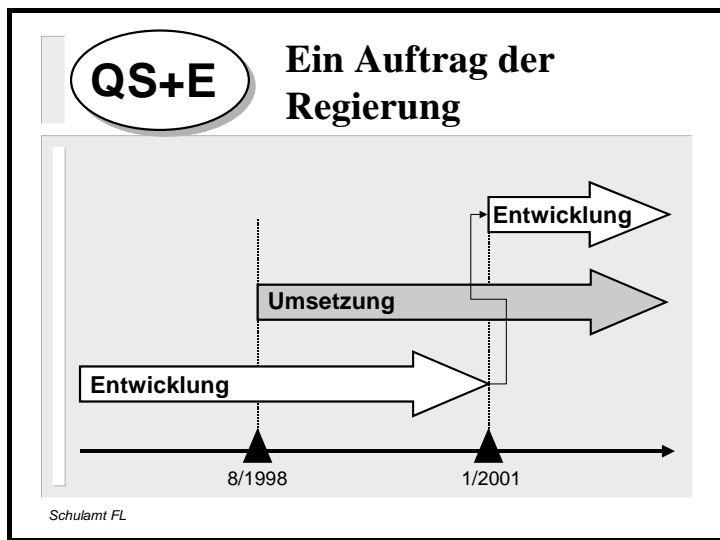 QS+E
Ein Auftrag der
Regierung
Entwicklung
Umsetzung
Entwicklung
8/1998
1/2001
Schulamt FL